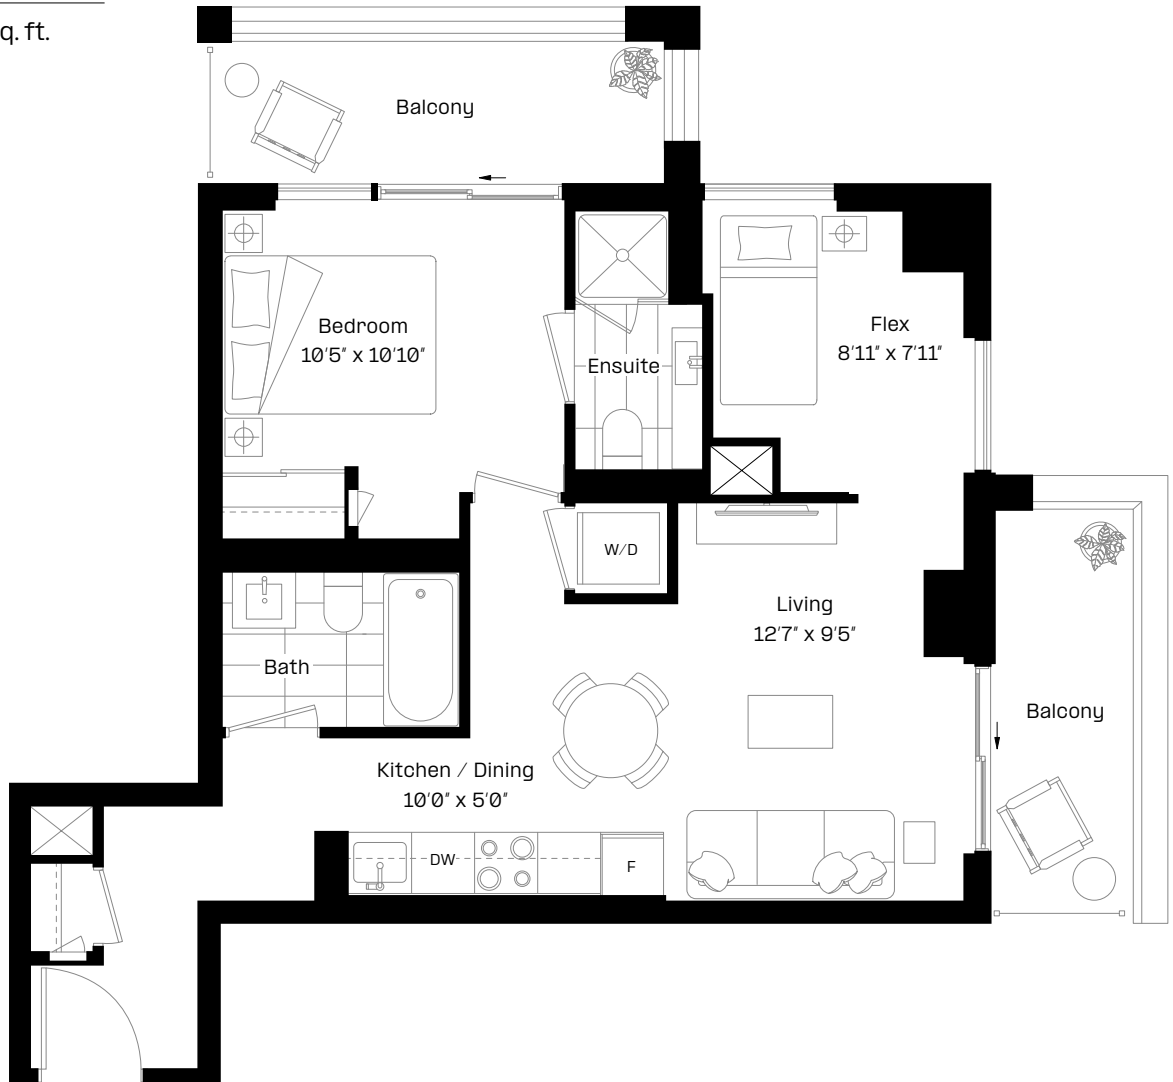 q. ft.
Balcony
Bedroom
10'5" x 10'10"
Ensuite
Flex
8'11" x 7'11"
W/D
Living
12'7" x 9'5"
Bath
Balcony
Kitchen / Dining
10'0" x 5'0"
DW
F